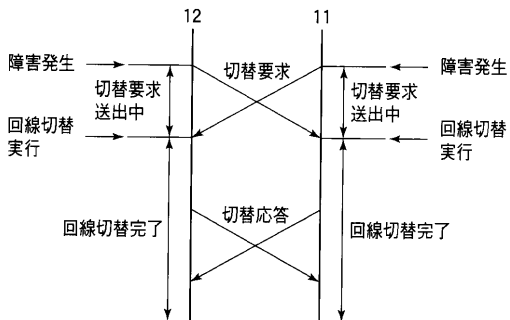 12
11
障害発生
切替要求
送出中
切替要求
切替要求
送出中
障害発生
回線切替
実行
回線切替
実行
切替応答
回線切替完了
回線切替完了